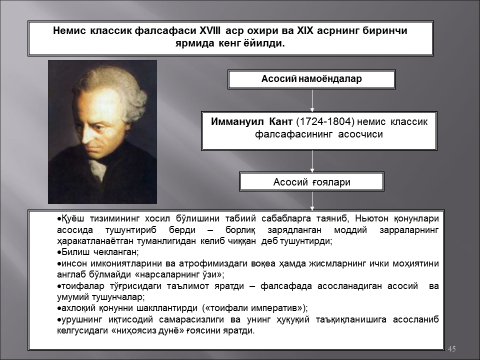 Немис классик фалсафаси XVIII аср охири ва XIX асрнинг биринчи
ярмида кенг ёйилди.
Асосий намоёндалар
Иммануил Кант (1724-1804) немис классик
фалсафасининг асосчиси
Асосий ғоялари
•Қуёш тизимининг хосил бўлишини табиий сабабларга таяниб, Ньютон қонунлари
асосида тушунтириб берди – борлиқ зарядланган моддий зарраларнинг
ҳаракатланаётган туманлигидан келиб чиққан деб тушунтирди;
•Билиш чекланган;
•инсон имкониятларини ва атрофимиздаги воқеа ҳамда жисмларнинг ички моҳиятини
англаб бўлмайди «нарсаларнинг ўзи»;
•тоифалар тўғрисидаги таълимот яратди – фалсафада асосланадиган асосий ва
умумий тушунчалар;
•ахлоқий қонунни шакллантирди («тоифали императив»);
•урушнинг иқтисодий самарасизлиги ва унинг ҳуқуқий таъқиқланишига асосланиб
келгусидаги «ниҳоясиз дунё» ғоясини яратди.
45